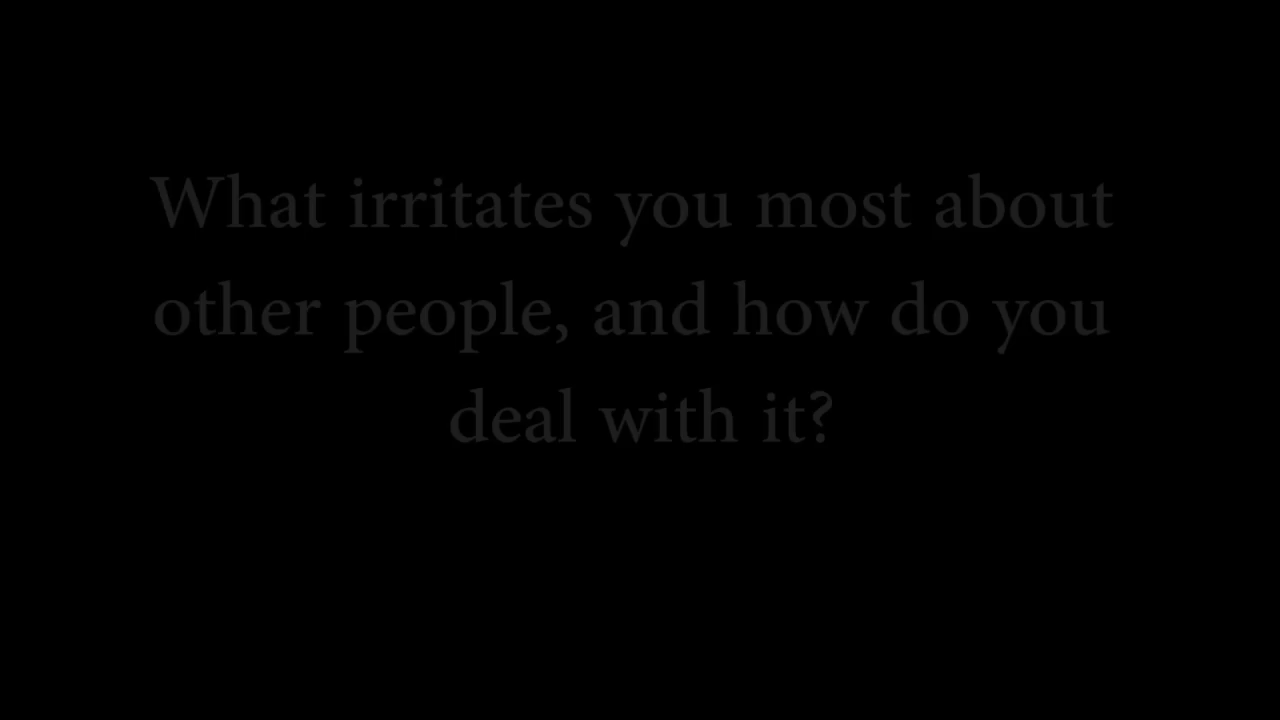 What irritates you most about
other people, and how do you
deal with it?